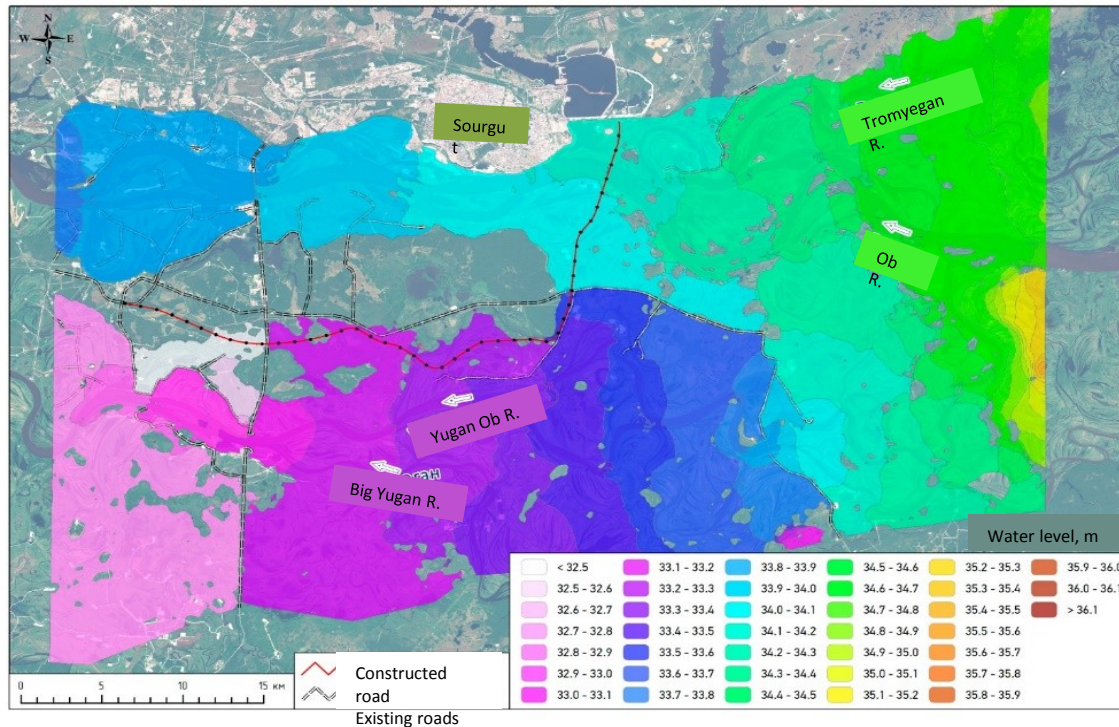 N
W E
S
Sourgu
t
Tromyegan
R.
Ob
R.
Yugan Ob R.
ган
Big Yugan R.
Water level, m
< 32.5
32.5 - 32.6
32.6 - 32.7
32.7 - 32.8
32.8 - 32.9
32.9 - 33.0
33.0 - 33.1
33.1 - 33.2
33.2 - 33.3
33.3 - 33.4
33.4 - 33.5
33.5 - 33.6
33.6 - 33.7
33.7 - 33.8
33.8 - 33.9
33.9 - 34.0
34.0 - 34.1
34.1 - 34.2
34.2 - 34.3
34.3 - 34.4
34.4 - 34.5
34.5 - 34.6
34.6 - 34.7
34.7 - 34.8
34.8 - 34.9
34.9 - 35.0
35.0 - 35.1
35.1 - 35.2
35.2 - 35.3
35.3 - 35.4
35.4 - 35.5
35.5 - 35.6
35.6 - 35.7
35.7 - 35.8
35.8 - 35.9
35.9 - 36.0
36.0 - 36.1
> 36.1
Constructed
road
Existing roads
0 5 10 15 км